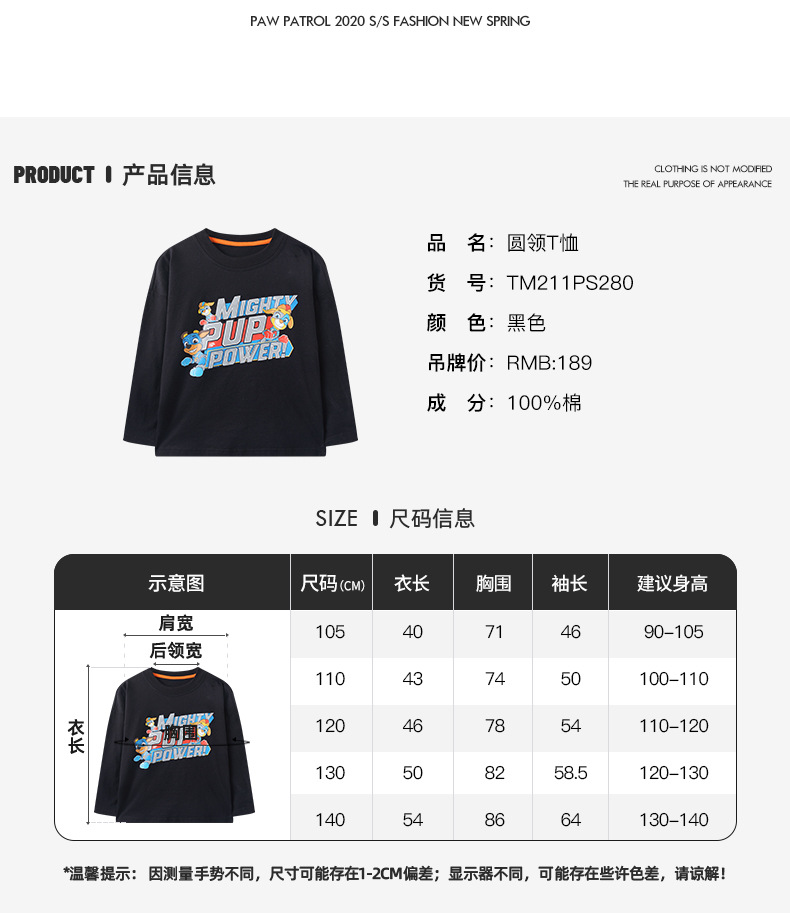 PAW PATROL 2020 S/S FASHION NEW SPRING
PRODUCT 产品信息
CLOTHING IS NOT MODIFIED
THE REAL PURPOSE OF APPEARANCE
MIGHTY
PUP
POWER!
品 名：圆领T恤
货 号：TM211PS280
颜 色：黑色
吊牌价：RMB:189
成 分：100%棉
SIZE 尺码信息
示意图 尺码(CM) 衣长 胸围 袖长 建议身高
肩宽
后领宽
衣长
胸围
MIGHTY
PUP
POWER!
105 40 71 46 90-105
110 43 74 50 100-110
120 46 78 54 110-120
130 50 82 58.5 120-130
140 54 86 64 130-140
*温馨提示： 因测量手势不同，尺寸可能存在1-2CM偏差；显示器不同，可能存在些许色差，请谅解！